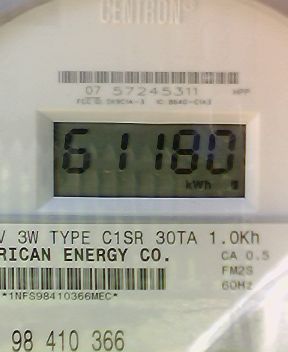 CENTRON®
07 57245311 HPP
61180
kWh
V 3W TYPE C1SR 30TA 1.0Kh
RICAN ENERGY CO. CA 0.5
FM2S
60Hz
*1NFS98410366MEC*
98 410 366